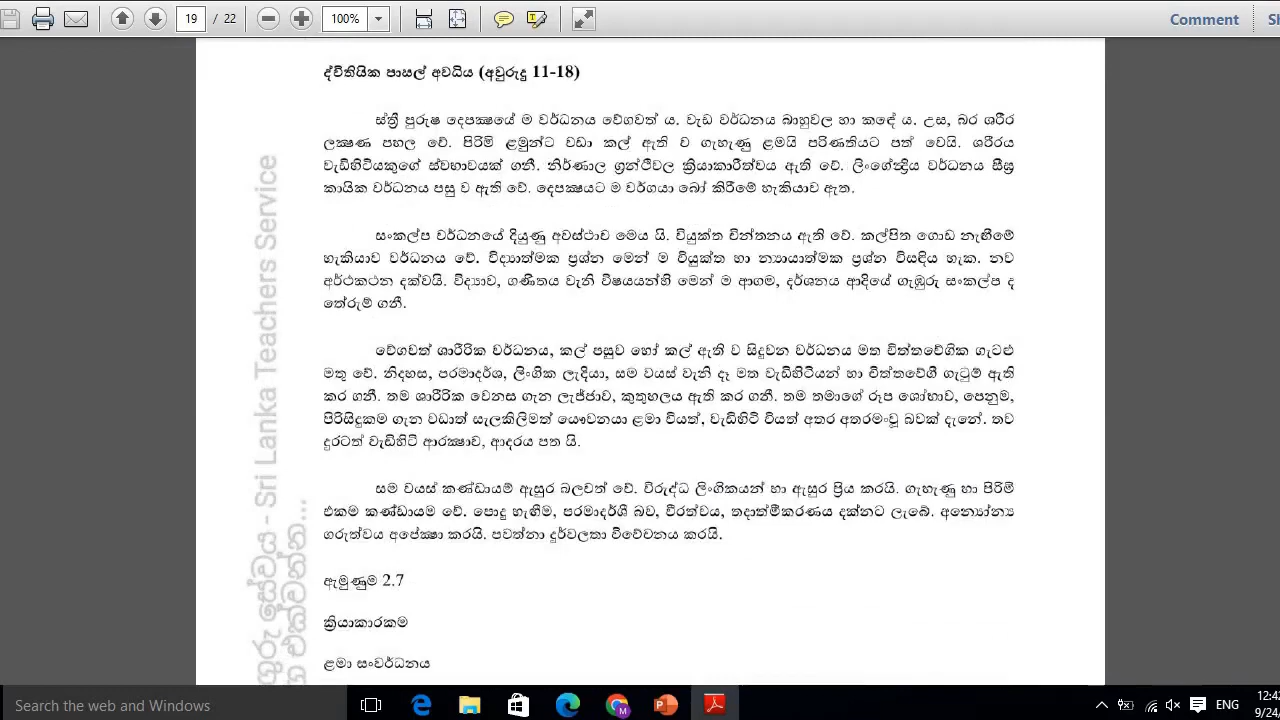 19 / 22
100%
Comment
ද්විතියික පාසල් අවධිය (අවුරුදු 11-18)
ස්ත්‍රී පුරුෂ දෙපක්‍ෂයේ ම වර්ධනය වේගවත් ය. වැඩ වර්ධනය බාහුවල හා කඳේ ය. උස, බර ශරීර
ලක්‍ෂණ පහල වේ. පිරිමි ළමුන්ට වඩා කල් ඇති ව ගැහැණු ළමයි පරිණතියට පත් වෙයි. ශරීරය
වැඩිහිටියකුගේ ස්වභාවයක් ගනී. නිර්ණාල ග්‍රන්ථිවල ක්‍රියාකාරීත්වය ඇති වේ. ලිංගේන්ද්‍රිය වර්ධනය සීඝ්‍ර
කායික වර්ධනය පසු ව ඇති වේ. දෙපක්‍ෂයට ම වර්ගයා බෝ කිරීමේ හැකියාව ඇත.
සංකල්ප වර්ධනයේ දියුණු අවස්ථාව මෙය යි. වියුක්ත චින්තනය ඇති වේ. කල්පිත ගොඩ නැඟීමේ
හැකියාව වර්ධනය වේ. විද්‍යාත්මක ප්‍රශ්න මෙන් ම වියුක්ත හා න්‍යායාත්මක ප්‍රශ්න විසඳිය හැක. නව
අර්ථකථන දක්වයි. විද්‍යාව, ගණිතය වැනි විෂයයන්හි මෙන් ම ආගම, දර්ශනය ආදියේ ගැඹුරු සංකල්ප ද
තේරුම් ගනී.
වේගවත් ශාරීරික වර්ධනය, කල් පසුව හෝ කල් ඇති ව සිදුවන වර්ධනය මත චිත්තවේගික ගැටළු
මතු වේ. නිදහස, පරමාදර්ශ, ලිංගික ලැදියා, සම වයස් වැනි දෑ මත වැඩිහිටියන් හා චිත්තවේගී ගැටුම් ඇති
කර ගනී. තම ශාරීරික වෙනස ගැන ලැජ්ජාව, කුතුහලය ඇති කර ගනී. තම තමාගේ රූප ශෝභාව, පෙනුම,
පිරිසිදුකම ගැන වඩාත් සැලකිලිමත් යෞවනයා ළමා වියත්, වැඩිහිටි වියත් අතර අතරමංවූ බවක් දැනේ. තව
දුරටත් වැඩිහිටි ආරක්‍ෂාව, ආදරය පත යි.
සම වයස් කණ්ඩායම් ඇසුර බලවත් වේ. විරුද්ධ ලිංගිකයන් හා ඇසුර ප්‍රිය කරයි. ගැහැණු හා පිරිමි
එකම කණ්ඩායම වේ. පොදු හැඟීම, පරමාදර්ශී බව, වීරත්වය, තදාත්මීකරණය දක්නට ලැබේ. අන්‍යෝන්‍ය
ගරුත්වය අපේක්‍ෂා කරයි. පවත්නා දුර්වලතා විවේචනය කරයි.
ඇමුණුම 2.7
ක්‍රියාකාරකම
ළමා සංවර්ධනය
ගුරු සේවය - Sri Lanka Teachers Service
එක්වන්න...
Search the web and Windows
ENG